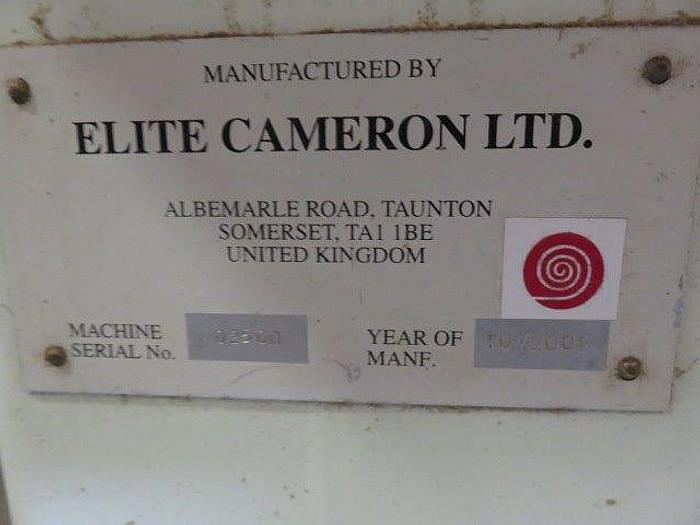 MANUFACTURED BY
ELITE CAMERON LTD.
ALBEMARLE ROAD, TAUNTON
SOMERSET, TA1 1BE
UNITED KINGDOM
MACHINE
SERIAL No.
YEAR OF
MANF.